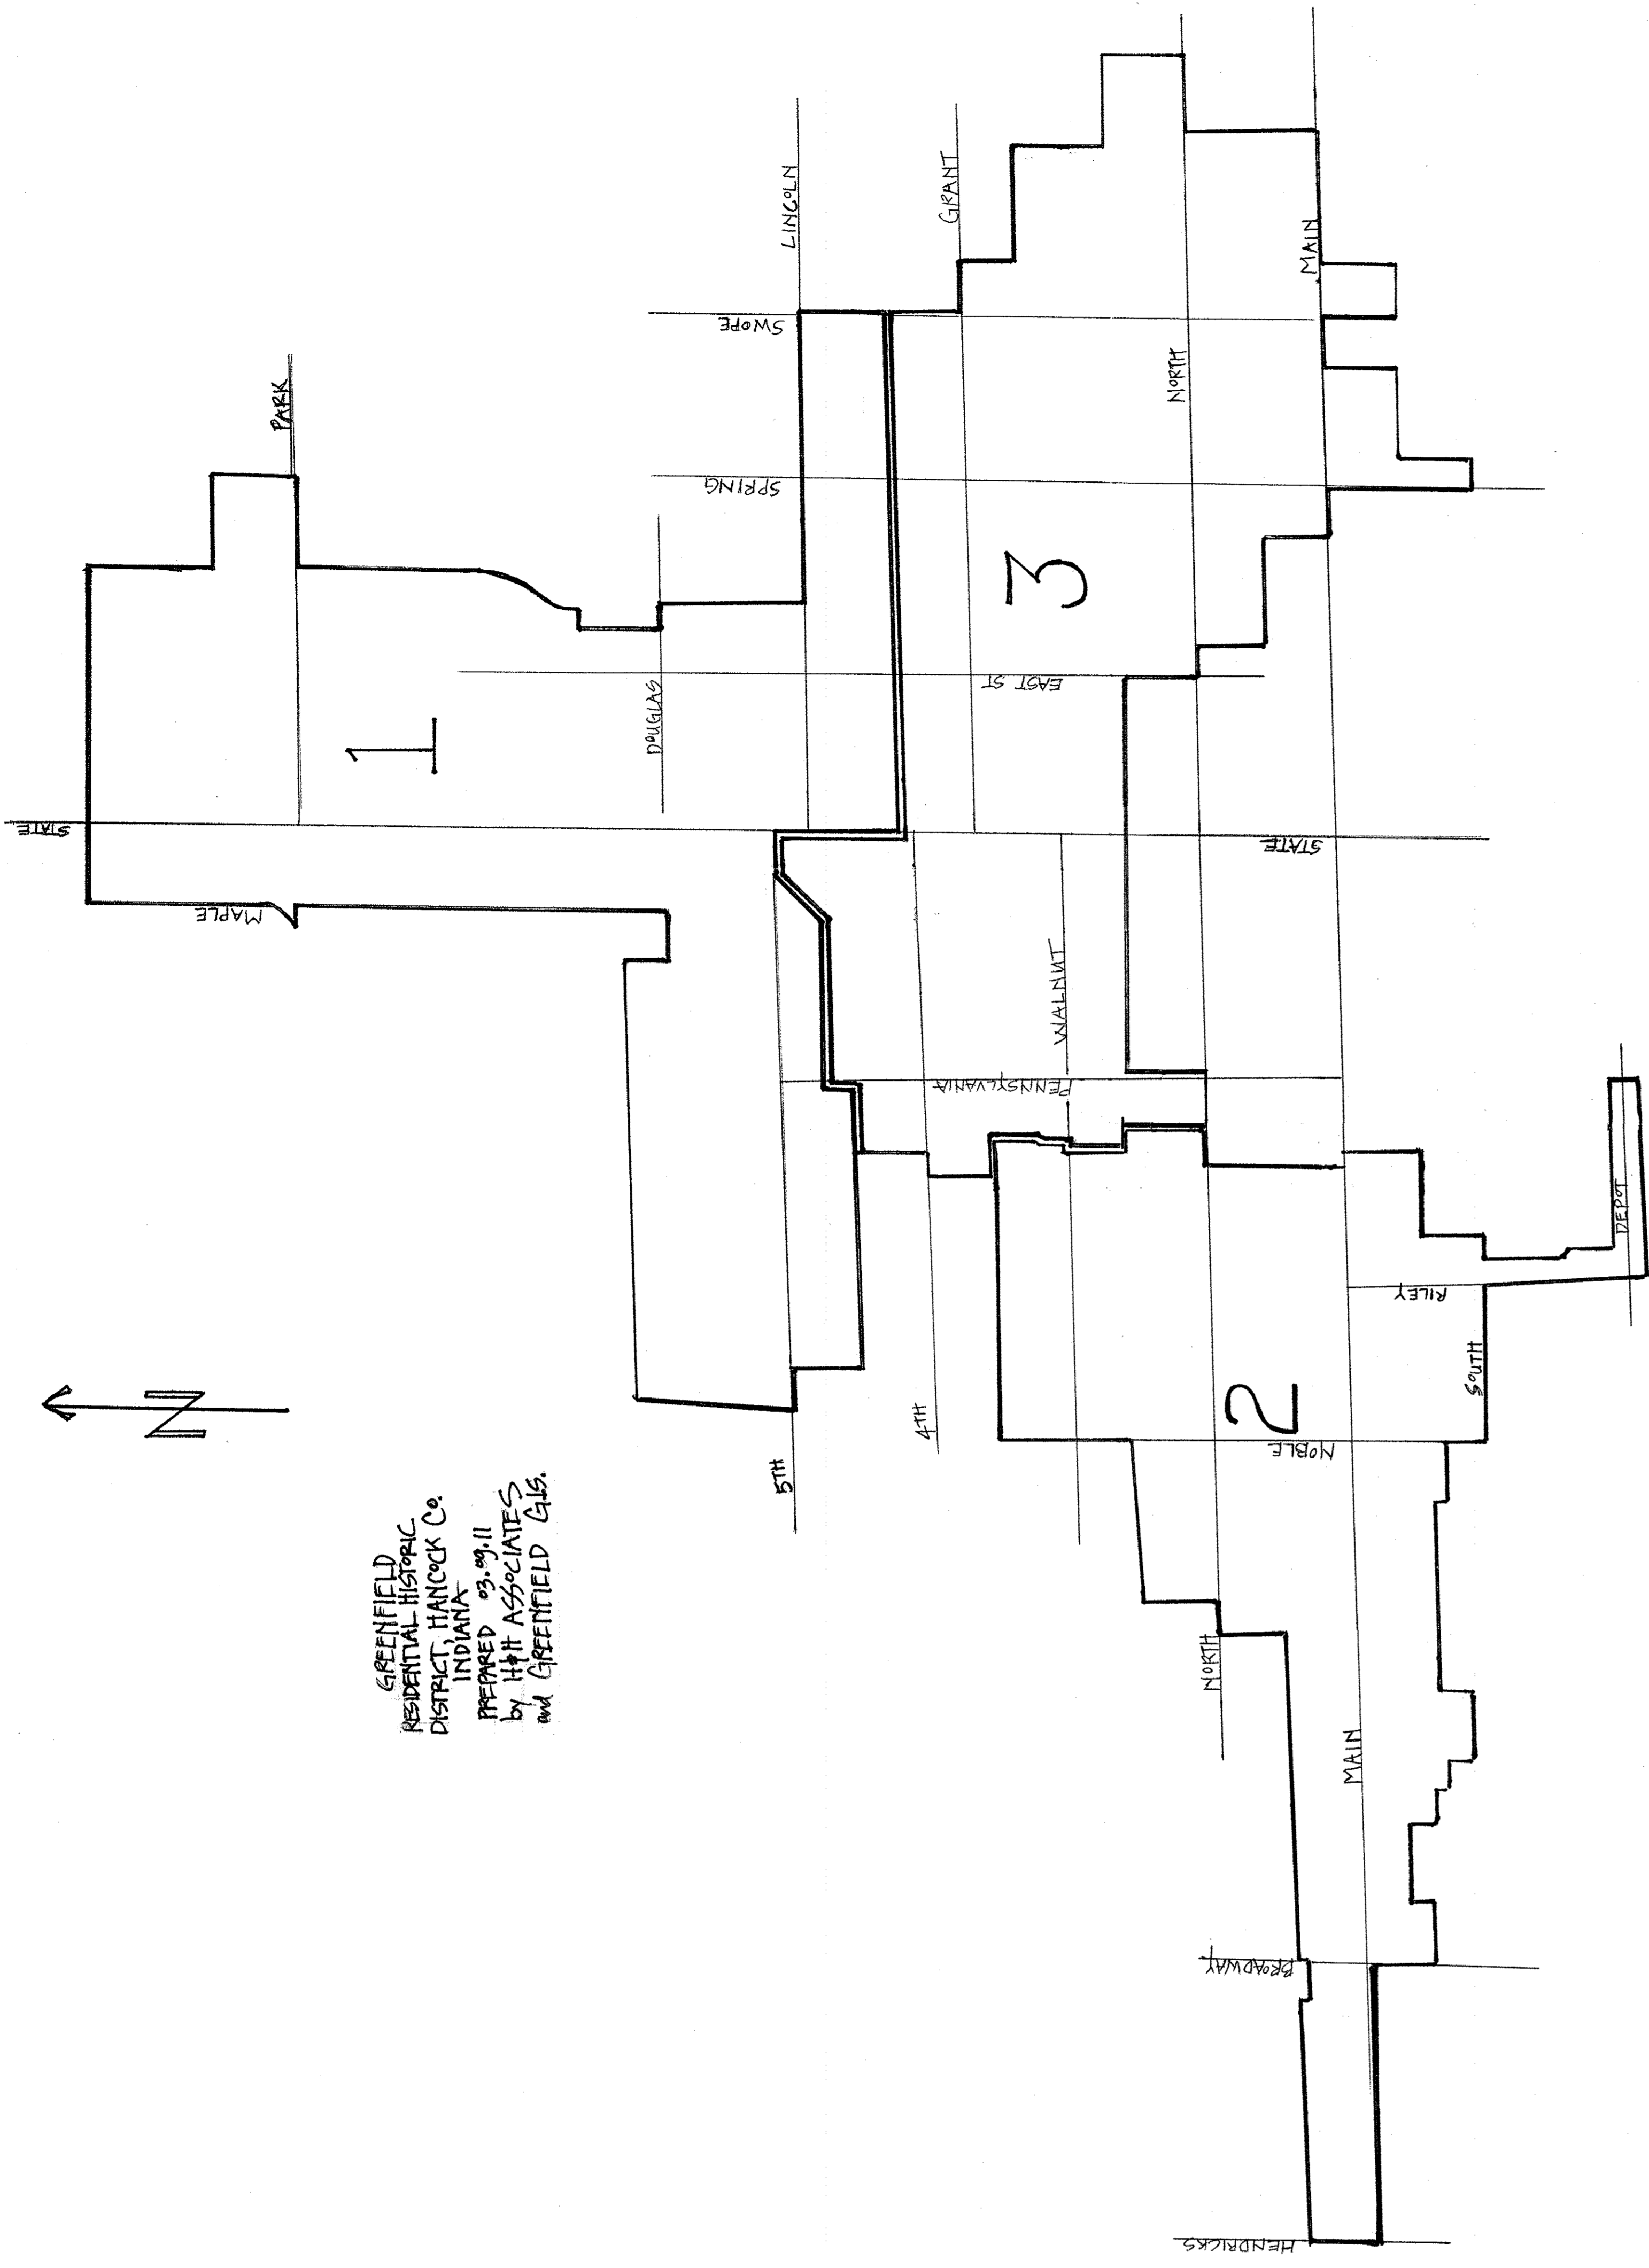 GREENFIELD
RESIDENTIAL HISTORIC
DISTRICT, HANCOCK CO.
INDIANA
PREPARED 03.09.11
by H&H ASSOCIATES
and GREENFIELD GIS.
N
STATE
MAPLE
PARK
1
DOUGLAS
LINCOLN
SWOPE
SPRING
GRANT
5TH
4TH
EAST ST
3
WALNUT
PENNSYLVANIA
NORTH
STATE
MAIN
2
NOBLE
RILEY
SOUTH
DEPOT
NORTH
MAIN
BROADWAY
HENDRICKS